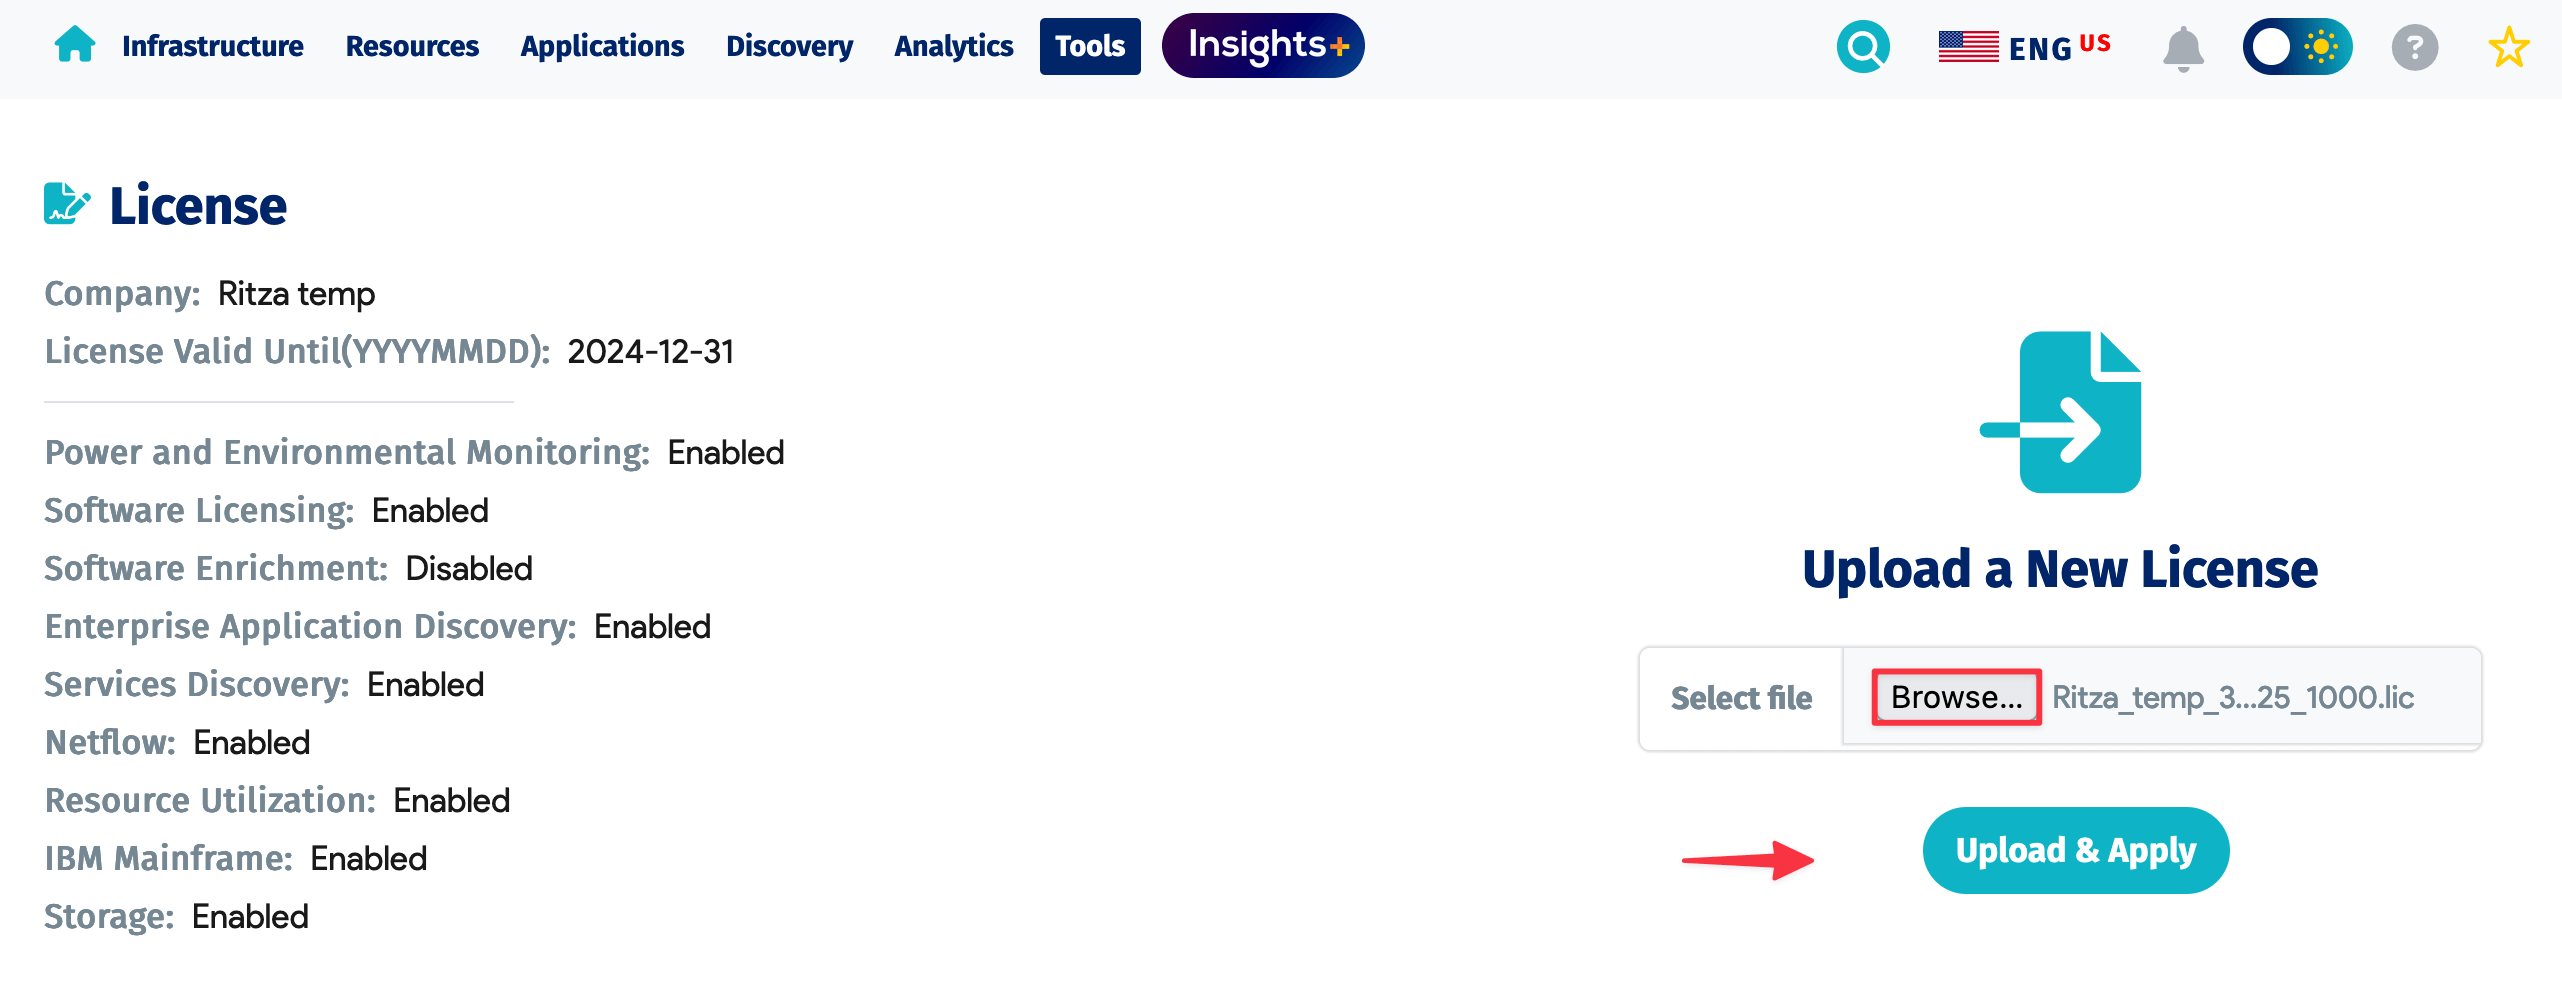 Infrastructure Resources Applications Discovery Analytics Tools Insights+ ENG US ?
License
Company: Ritza temp
License Valid Until(YYYYMMDD): 2024-12-31
Power and Environmental Monitoring: Enabled
Software Licensing: Enabled
Software Enrichment: Disabled
Enterprise Application Discovery: Enabled
Services Discovery: Enabled
Netflow: Enabled
Resource Utilization: Enabled
IBM Mainframe: Enabled
Storage: Enabled
Upload a New License
Select file Browse... Ritza_temp_3...25_1000.lic
Upload & Apply